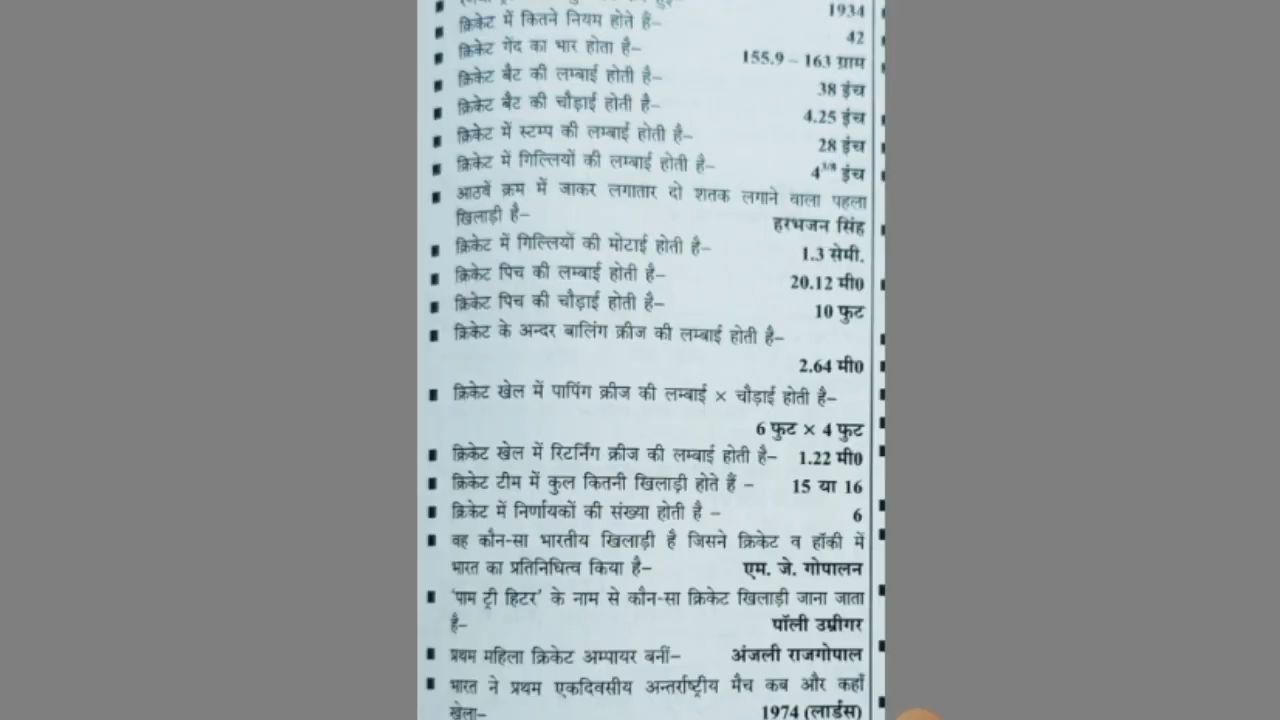 1934
क्रिकेट में कितने नियम होते हैं–
42
क्रिकेट गेंद का भार होता है–
155.9 – 163 ग्राम
क्रिकेट बैट की लम्बाई होती है–
38 इंच
क्रिकेट बैट की चौड़ाई होती है–
4.25 इंच
क्रिकेट में स्टम्प की लम्बाई होती है–
28 इंच
क्रिकेट में गिल्लियों की लम्बाई होती है–
4³/⁸ इंच
आठवें क्रम में जाकर लगातार दो शतक लगाने वाला पहला
खिलाड़ी है– हरभजन सिंह
क्रिकेट में गिल्लियों की मोटाई होती है–
1.3 सेमी.
क्रिकेट पिच की लम्बाई होती है–
20.12 मी0
क्रिकेट पिच की चौड़ाई होती है–
10 फुट
क्रिकेट के अन्दर बालिंग क्रीज की लम्बाई होती है–
2.64 मी0
क्रिकेट खेल में पापिंग क्रीज की लम्बाई × चौड़ाई होती है–
6 फुट × 4 फुट
क्रिकेट खेल में रिटर्निंग क्रीज की लम्बाई होती है– 1.22 मी0
क्रिकेट टीम में कुल कितनी खिलाड़ी होते हैं – 15 या 16
क्रिकेट में निर्णायकों की संख्या होती है – 6
वह कौन-सा भारतीय खिलाड़ी है जिसने क्रिकेट व हॉकी में
भारत का प्रतिनिधित्व किया है– एम. जे. गोपालन
'पाम ट्री हिटर' के नाम से कौन-सा क्रिकेट खिलाड़ी जाना जाता
है– पॉली उम्रीगर
प्रथम महिला क्रिकेट अम्पायर बनीं– अंजली राजगोपाल
भारत ने प्रथम एकदिवसीय अन्तर्राष्ट्रीय मैच कब और कहाँ
खेला– 1974 (लार्डस)